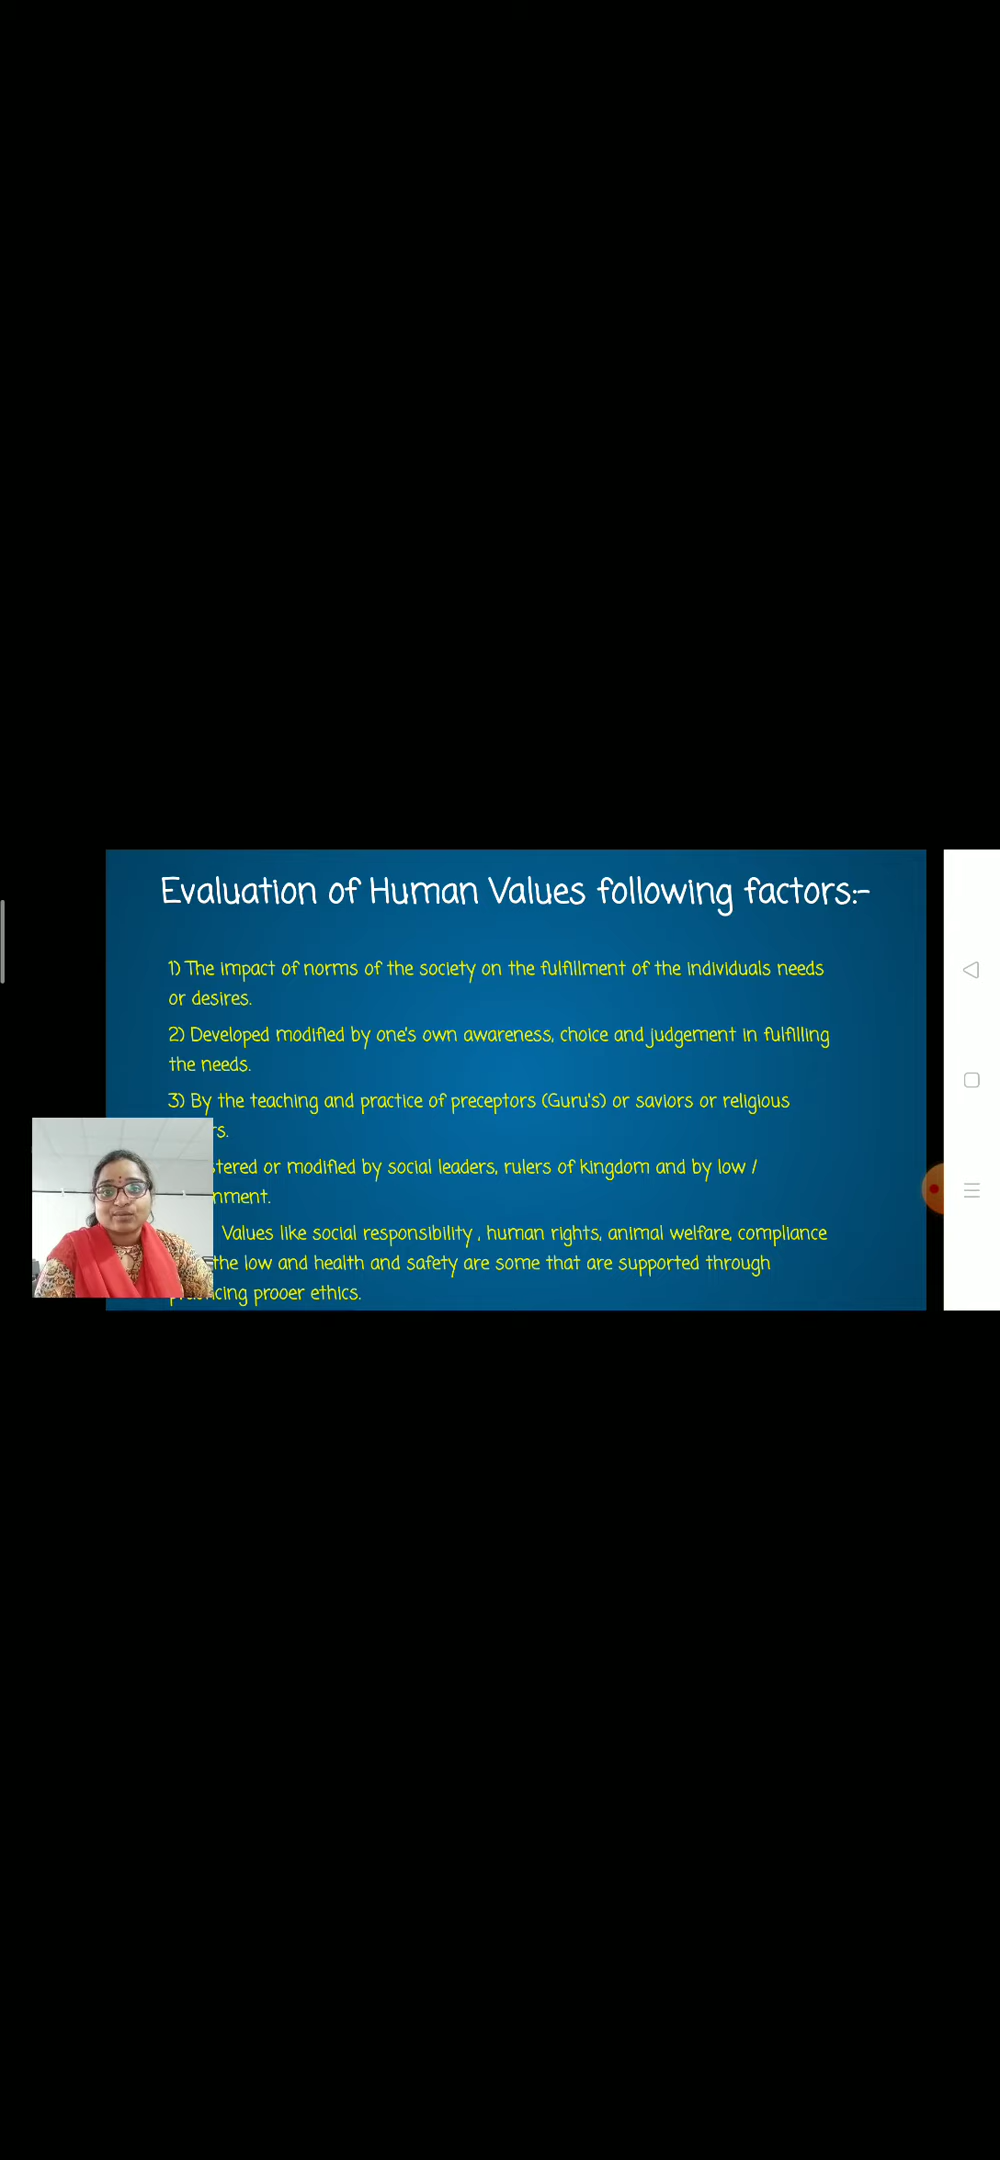 Evaluation of Human Values following factors:-
1) The impact of norms of the society on the fulfillment of the individuals needs
or desires.
2) Developed modified by one's own awareness, choice and judgement in fulfilling
the needs.
3) By the teaching and practice of preceptors (Guru's) or saviors or religious
or modified by social leaders, rulers of kingdom and by low /
Values like social responsibility , human rights, animal welfare, compliance
the low and health and safety are some that are supported through
prooer ethics.